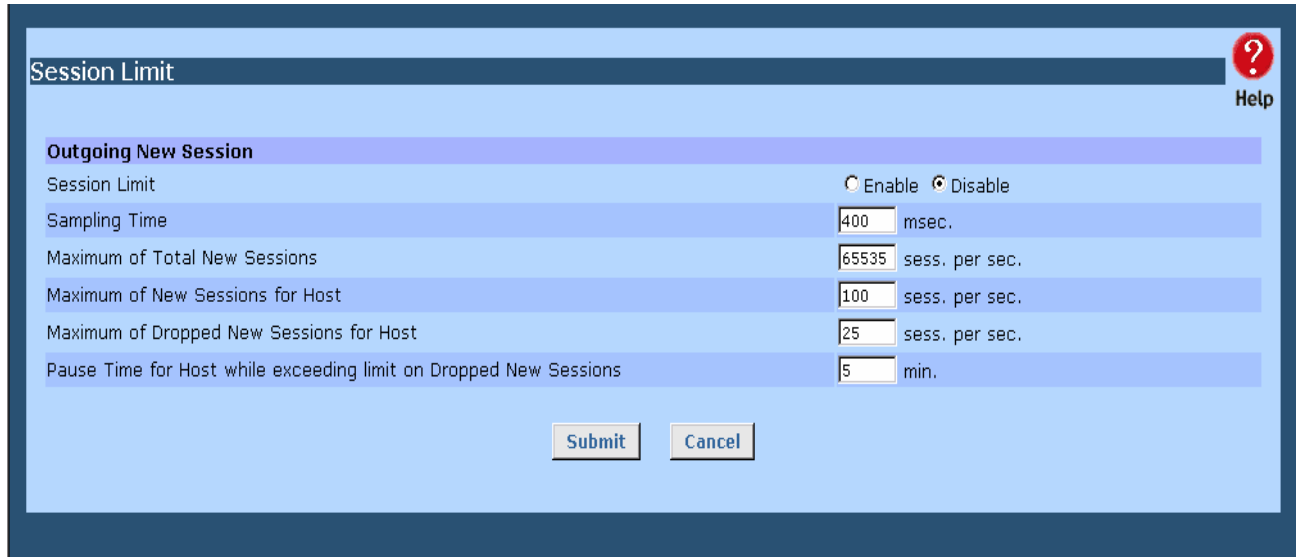 Session Limit
?
Help
Outgoing New Session
Session Limit Enable Disable
Sampling Time 400 msec.
Maximum of Total New Sessions 65535 sess. per sec.
Maximum of New Sessions for Host 100 sess. per sec.
Maximum of Dropped New Sessions for Host 25 sess. per sec.
Pause Time for Host while exceeding limit on Dropped New Sessions 5 min.
Submit Cancel